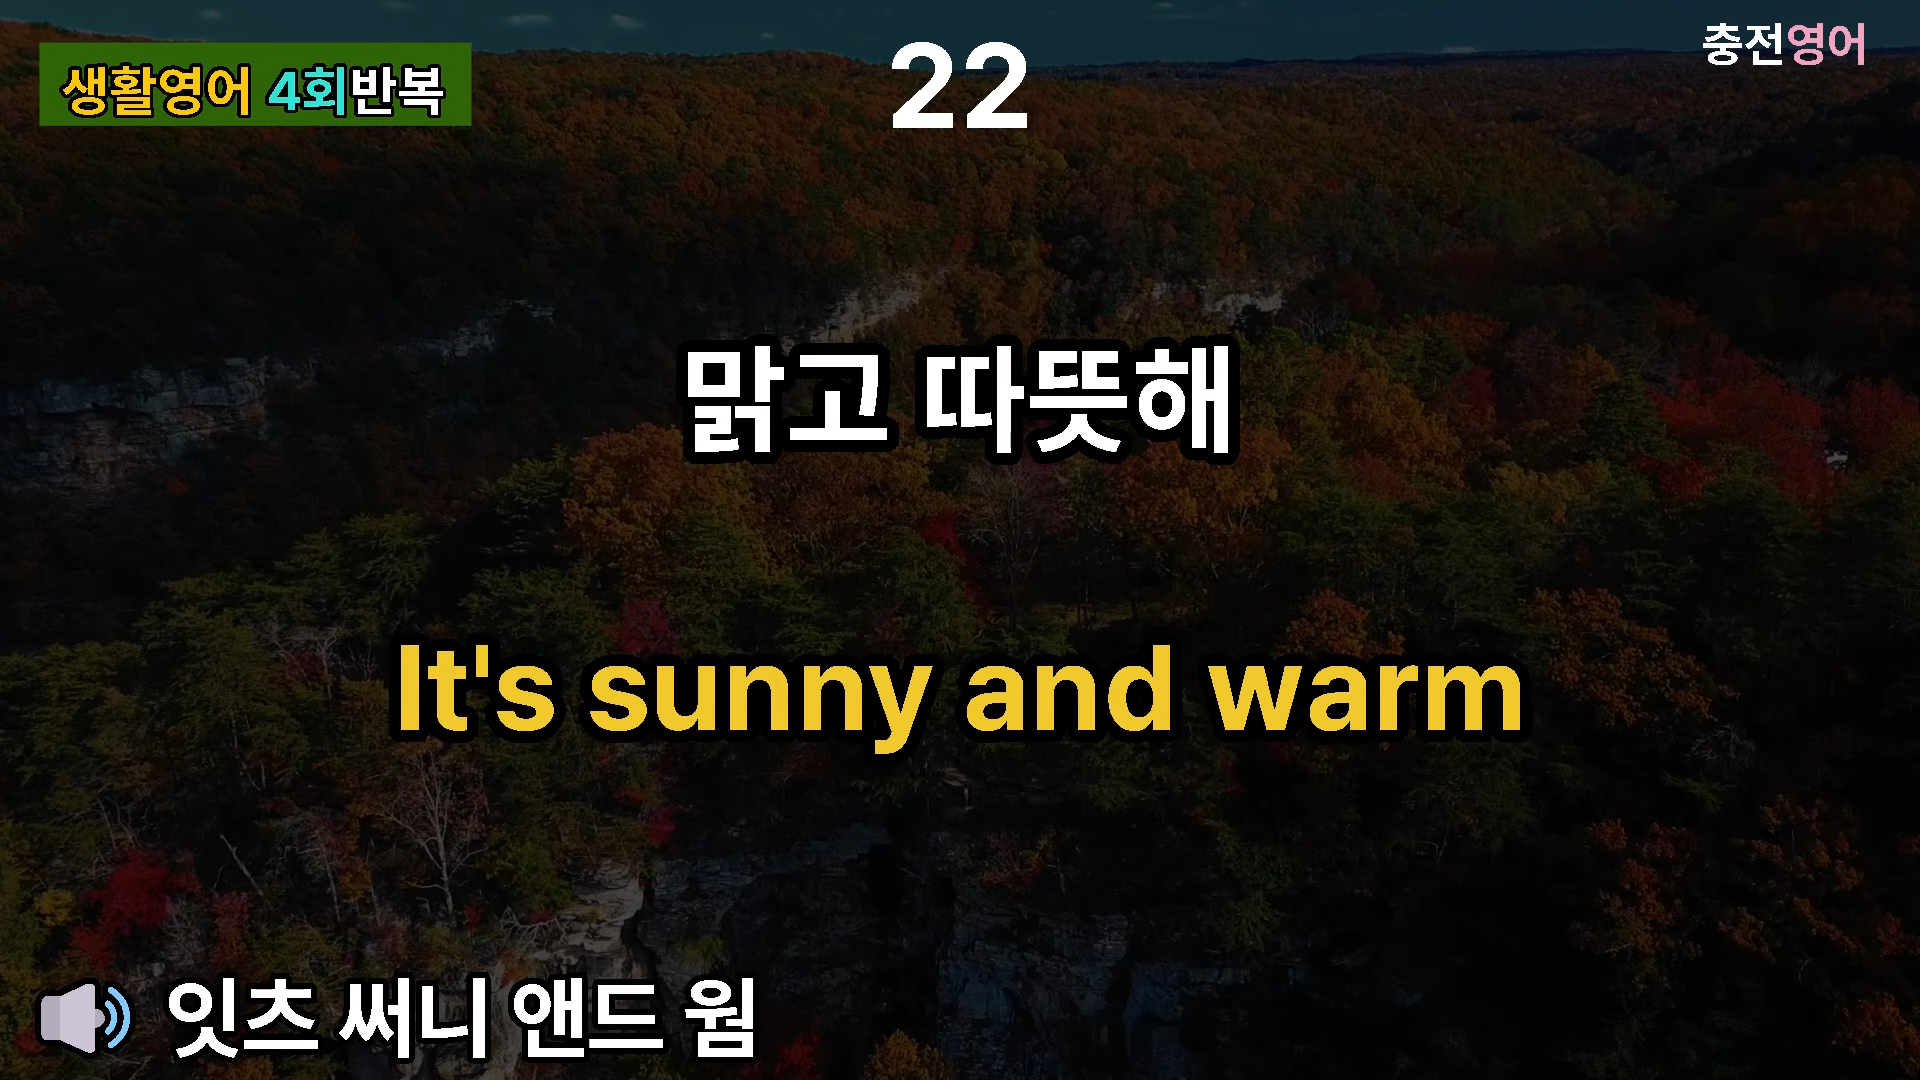 생활영어 4회반복
22
충전영어
맑고 따뜻해
It's sunny and warm
잇츠 써니 앤드 웜